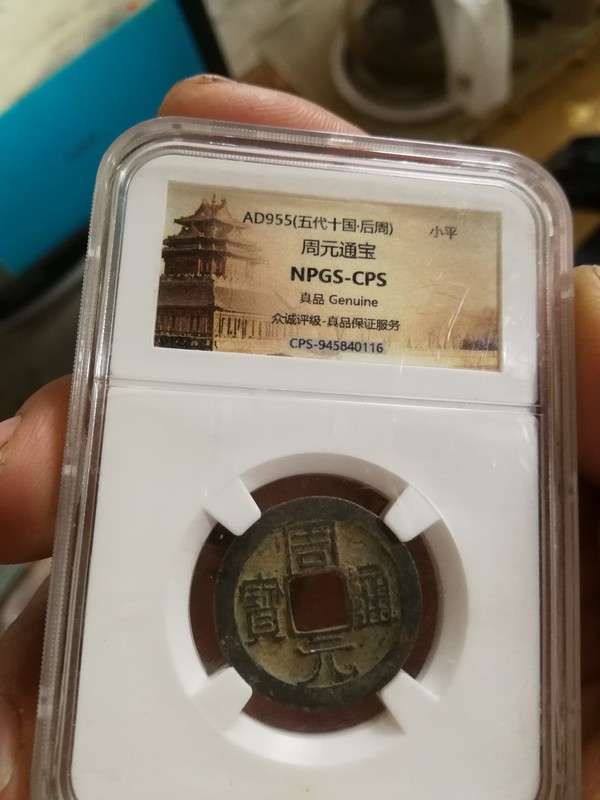 AD955(五代十国·后周)
小平
周元通宝
NPGS-CPS
真品 Genuine
众诚评级-真品保证服务
CPS-945840116
周
寶 通
元